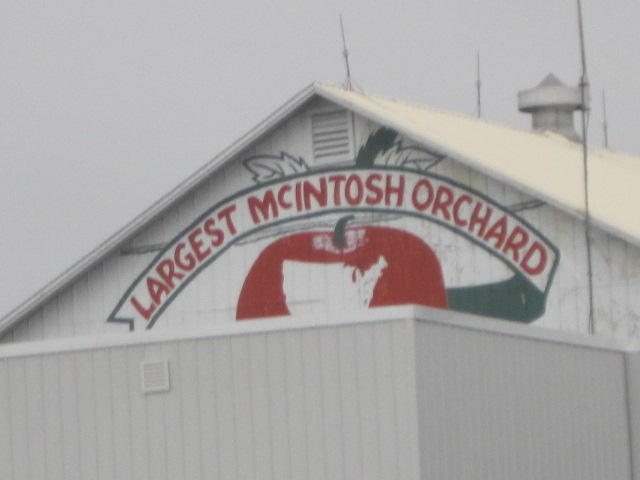 LARGEST McINTOSH ORCHARD